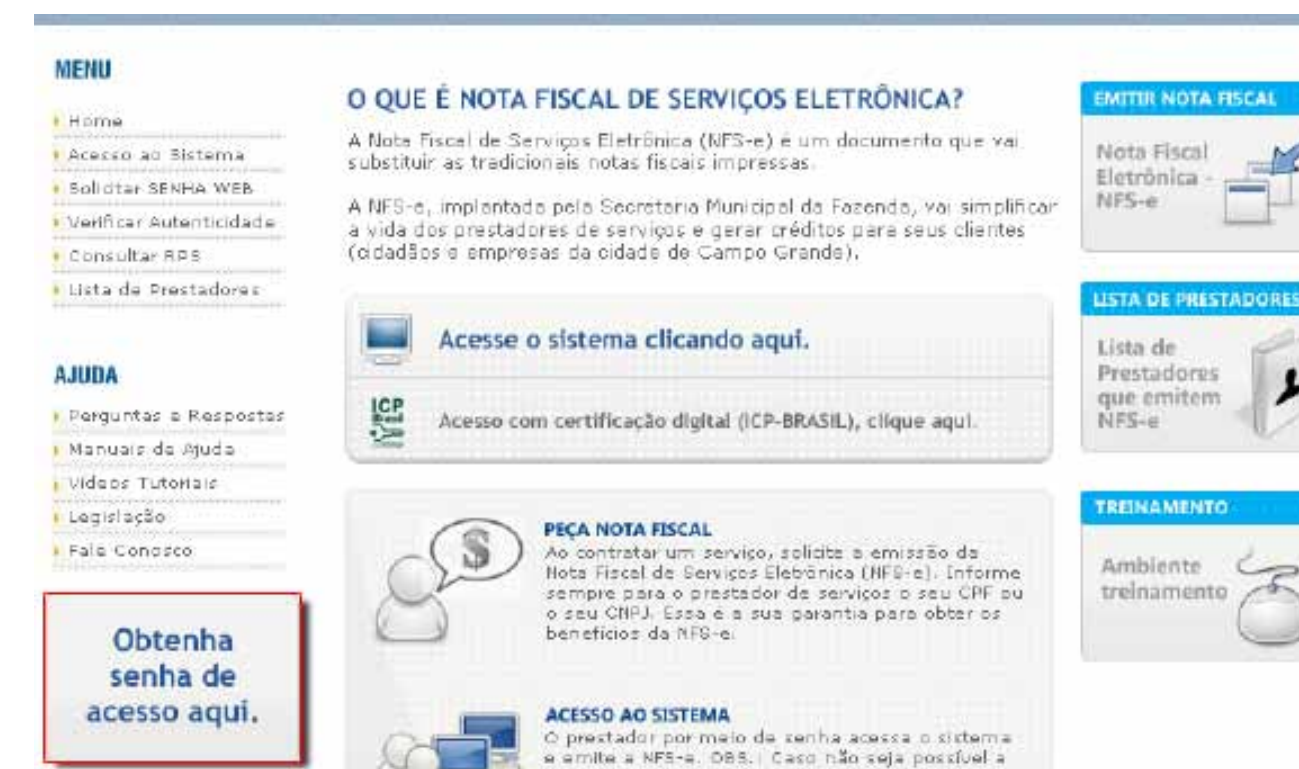 MENU
Home
Acesso ao Sistema
Solicitar SENHA WEB
Verificar Autenticidade
Consultar RPS
Lista de Prestadores
AJUDA
Perguntas e Respostas
Manuais de Ajuda
Vídeos Tutoriais
Legislação
Fale Conosco
Obtenha
senha de
acesso aqui.
O QUE É NOTA FISCAL DE SERVIÇOS ELETRÔNICA?
A Nota Fiscal de Serviços Eletrônica (NFS-e) é um documento que vai
substituir as tradicionais notas fiscais impressas.
A NFS-e, implantada pela Secretaria Municipal da Fazenda, vai simplificar
a vida dos prestadores de serviços e gerar créditos para seus clientes
(cidadãos e empresas da cidade de Campo Grande).
Acesse o sistema clicando aqui.
ICP
Brasil
Acesso com certificação digital (ICP-BRASIL), clique aqui.
PEÇA NOTA FISCAL
Ao contratar um serviço, solicite a emissão da
Nota Fiscal de Serviços Eletrônica (NFS-e). Informe
sempre para o prestador de serviços o seu CPF ou
o seu CNPJ. Essa é a sua garantia para obter os
benefícios da NFS-e.
ACESSO AO SISTEMA
O prestador por meio de senha acessa o sistema
e emite a NFS-e. OBS.: Caso não seja possível a
EMITIR NOTA FISCAL
Nota Fiscal
Eletrônica -
NFS-e
LISTA DE PRESTADORES
Lista de
Prestadores
que emitem
NFS-e
TREINAMENTO
Ambiente
treinamento